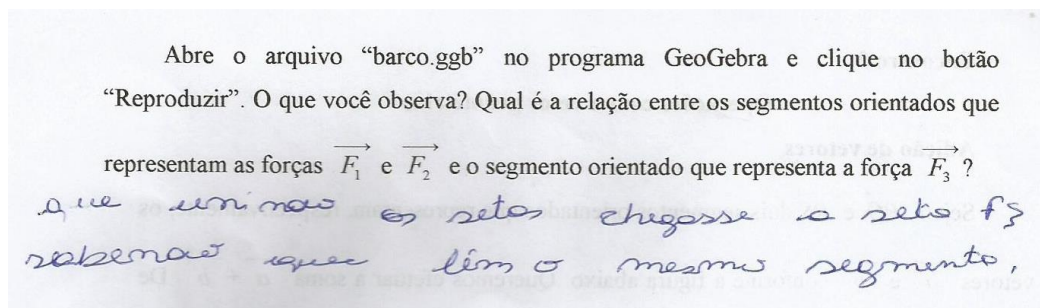 Abre o arquivo “barco.ggb” no programa GeoGebra e clique no botão
“Reproduzir”. O que você observa? Qual é a relação entre os segmentos orientados que
representam as forças F₁ e F₂ e o segmento orientado que representa a força F₃ ?
que unindo as setas chegasse a seta f3
sabendo que têm o mesmo segmento,